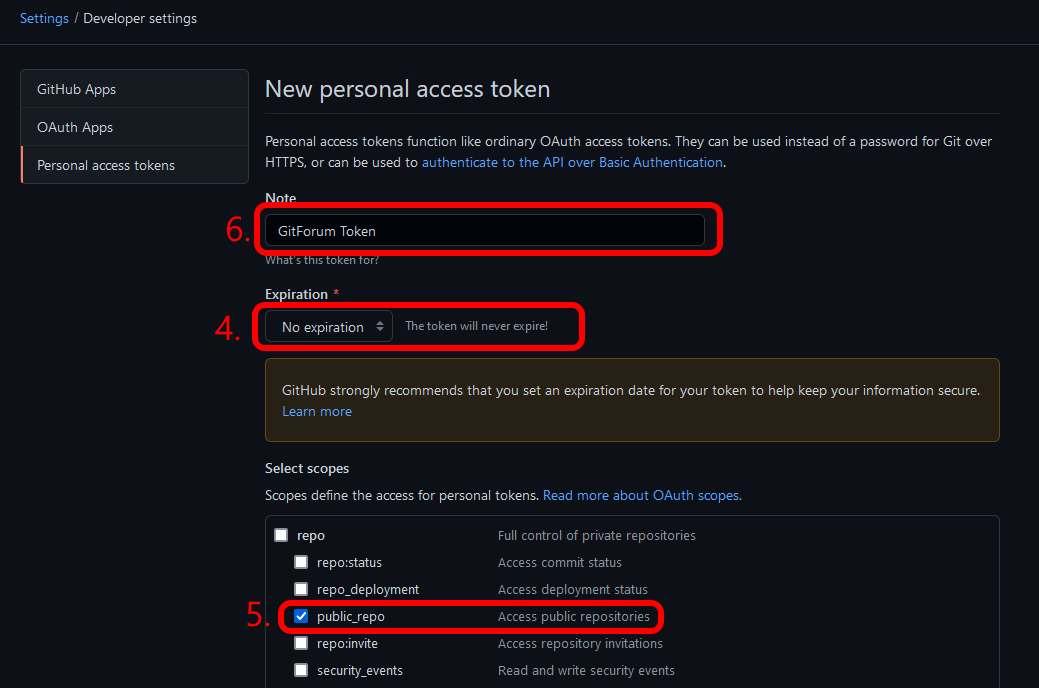 Settings / Developer settings
GitHub Apps
OAuth Apps
Personal access tokens
New personal access token
Personal access tokens function like ordinary OAuth access tokens. They can be used instead of a password for Git over
HTTPS, or can be used to authenticate to the API over Basic Authentication.
Note
6. GitForum Token
What's this token for?
Expiration *
4. No expiration The token will never expire!
GitHub strongly recommends that you set an expiration date for your token to help keep your information secure.
Learn more
Select scopes
Scopes define the access for personal tokens. Read more about OAuth scopes.
repo Full control of private repositories
repo:status Access commit status
repo_deployment Access deployment status
5. public_repo Access public repositories
repo:invite Access repository invitations
security_events Read and write security events